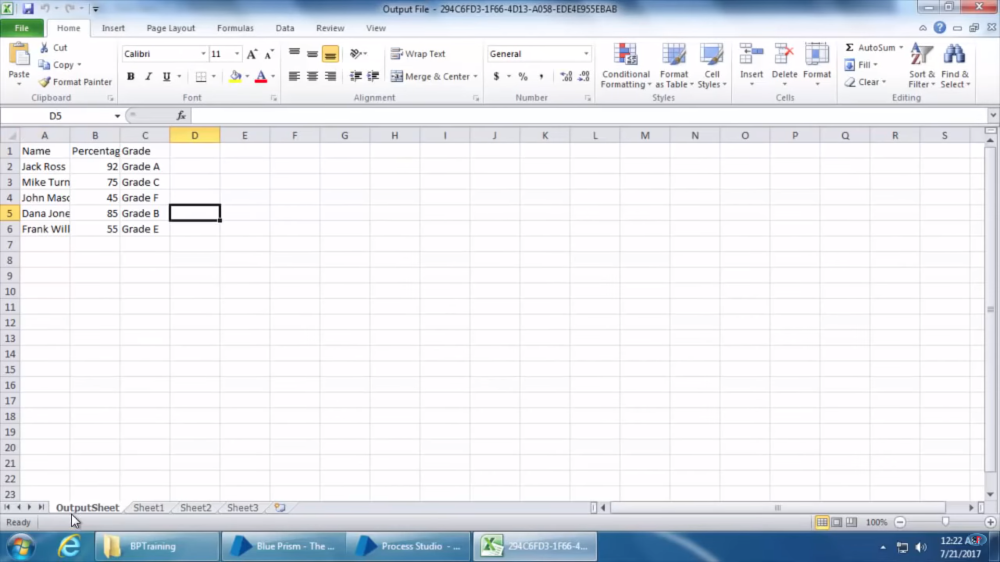 Output File - 294C6FD3-1F66-4D13-A058-EDE4E955EBAB
File Home Insert Page Layout Formulas Data Review View
Paste
Cut
Copy
Format Painter
Clipboard
Calibri 11
B I U A
Font
Wrap Text
Merge & Center
Alignment
General
$ % ,
Number
Conditional Formatting
Format as Table
Cell Styles
Styles
Insert Delete Format
Cells
Σ AutoSum
Fill
Clear
Sort & Filter
Find & Select
Editing
D5 fx
A B C D E F G H I J K L M N O P Q R S
1 Name Percentag Grade
2 Jack Ross 92 Grade A
3 Mike Turn 75 Grade C
4 John Masc 45 Grade F
5 Dana Jone 85 Grade B
6 Frank Will 55 Grade E
7
8
9
10
11
12
13
14
15
16
17
18
19
20
21
22
23
OutputSheet Sheet1 Sheet2 Sheet3
Ready 100%
BPTraining Blue Prism - The ... Process Studio - ... 294C6FD3-1F66-4...
12:22
7/21/2017